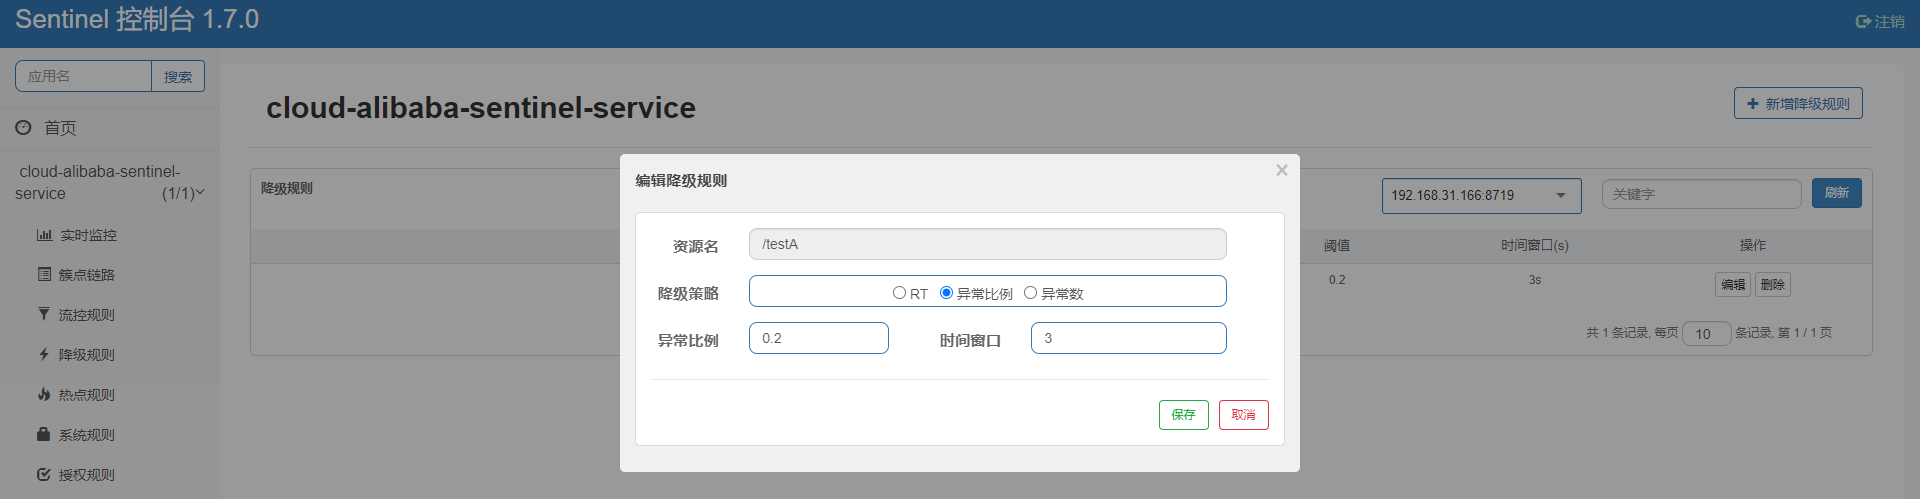 Sentinel 控制台 1.7.0
注销
应用名
搜索
首页
cloud-alibaba-sentinel-
service
(1/1)
实时监控
簇点链路
流控规则
降级规则
热点规则
系统规则
授权规则
cloud-alibaba-sentinel-service
新增降级规则
降级规则
192.168.31.166:8719
关键字
刷新
阈值
时间窗口(s)
操作
0.2
3s
编辑
删除
共 1 条记录, 每页 10 条记录, 第 1 / 1 页
编辑降级规则
×
资源名
/testA
降级策略
RT
异常比例
异常数
异常比例
0.2
时间窗口
3
保存
取消